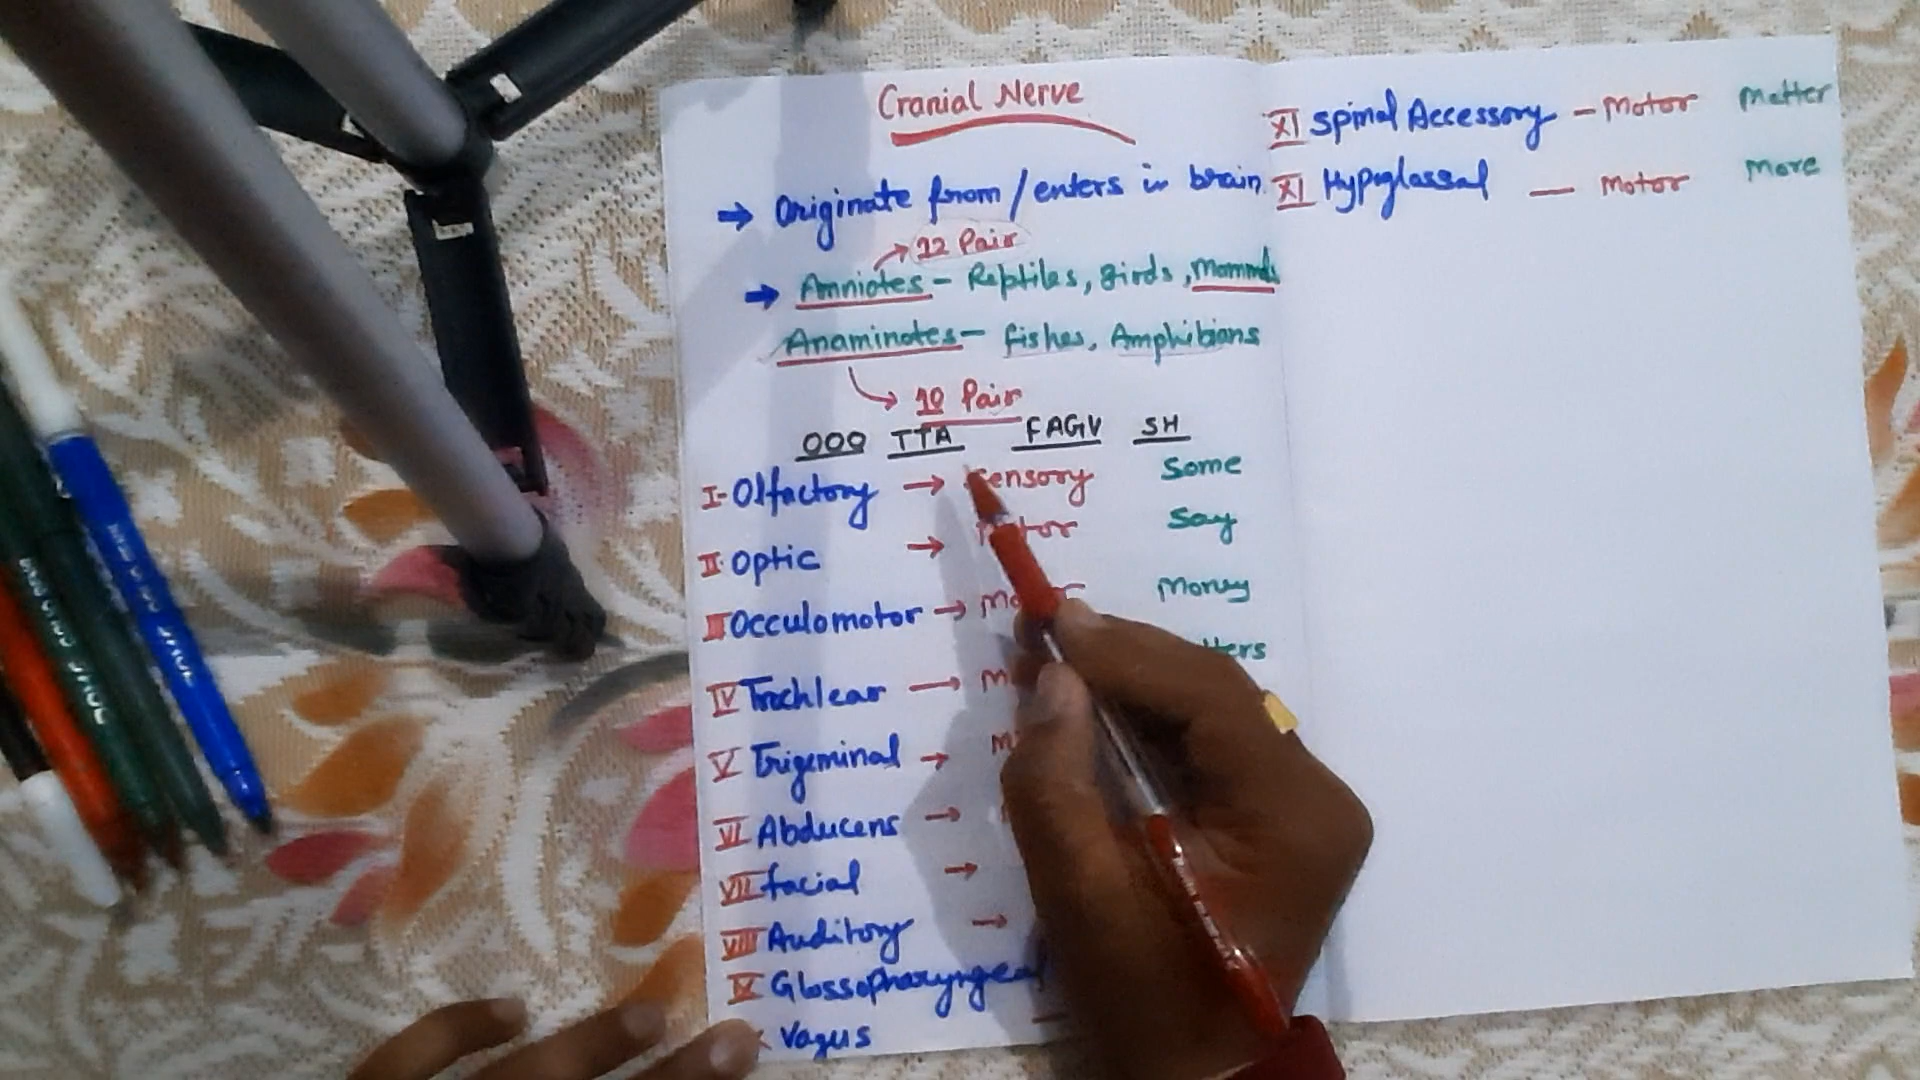 Cranial Nerve
⇒ Originate from / enters in brain.
→ 12 Pair
⇒ Amniotes - Reptiles, Birds, Mammals
Anaminotes - fishes, Amphibians
→ 10 Pair
OOO TTA FAGV SH
I- Olfactory → Sensory Some
II. Optic → Say
III Occulomotor → Money
IV Trochlear →
V Trigeminal →
VI Abducens →
VII facial →
VIII Auditory →
IX Glossopharyngeal
X Vagus
XI Spinal Accessory - Motor Matter
XI Hypoglassal - Motor More